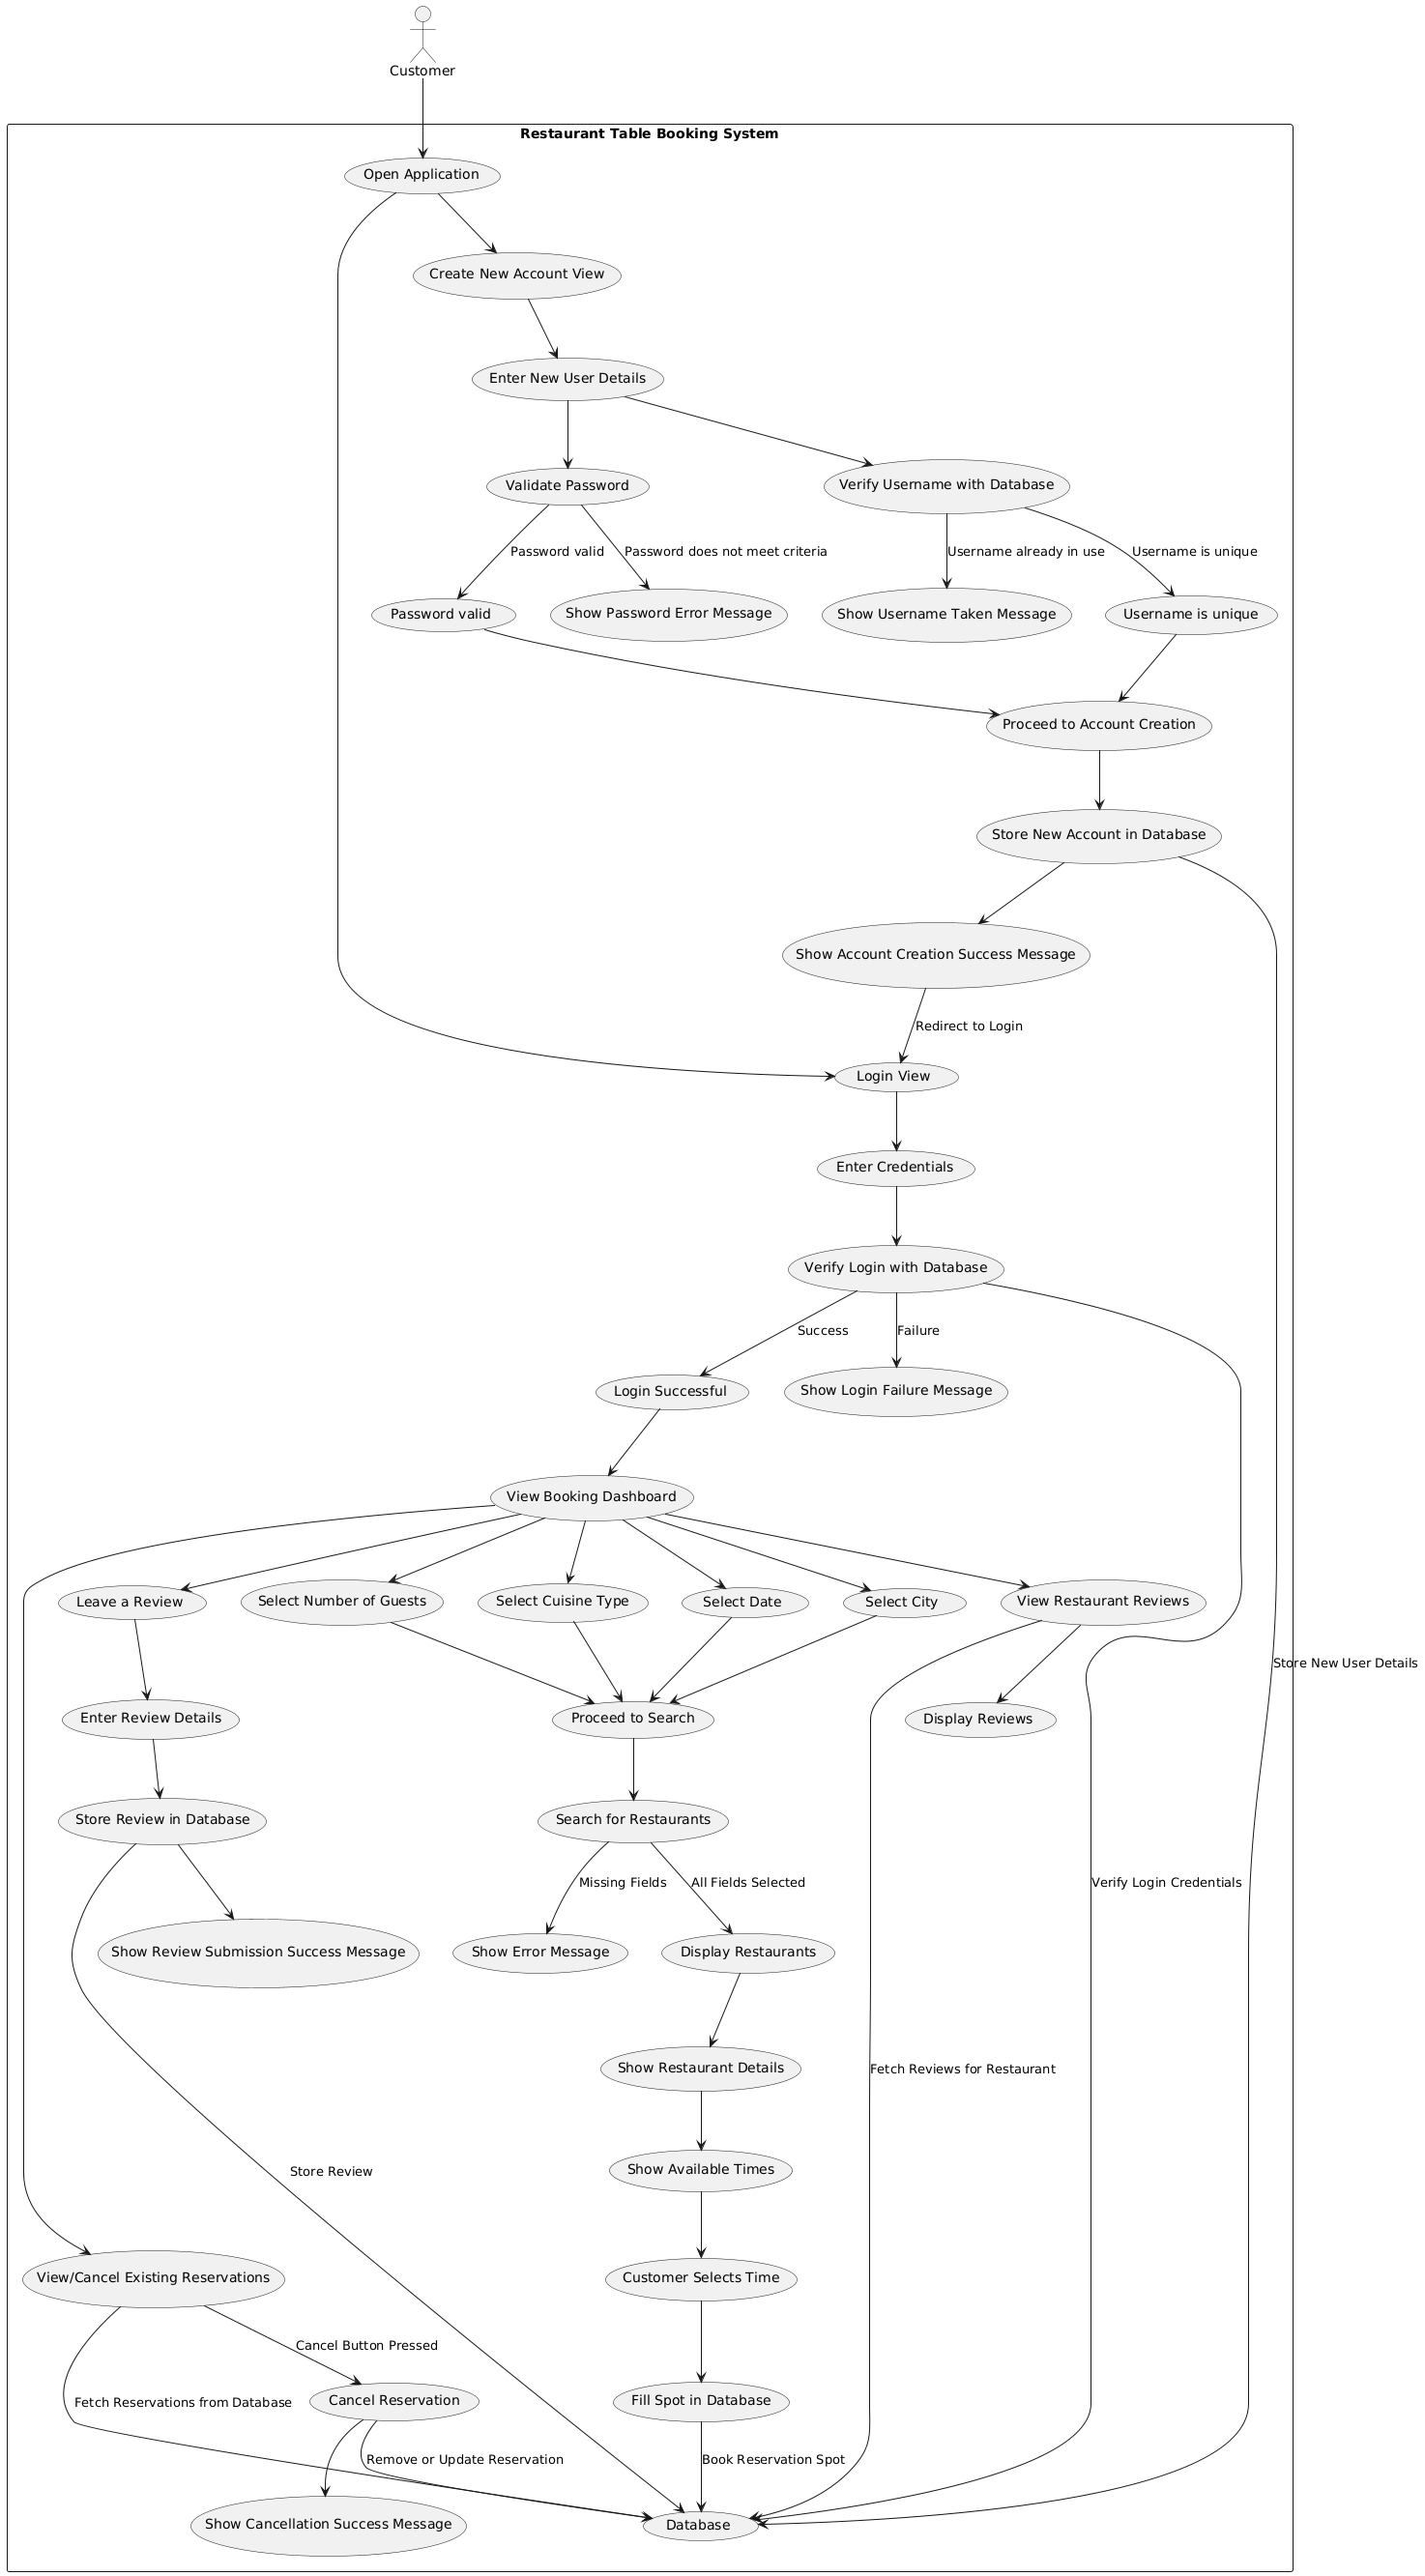 Customer
Restaurant Table Booking System
Open Application
Create New Account View
Enter New User Details
Validate Password
Verify Username with Database
Password valid
Password does not meet criteria
Username already in use
Username is unique
Password valid
Show Password Error Message
Show Username Taken Message
Username is unique
Proceed to Account Creation
Store New Account in Database
Show Account Creation Success Message
Redirect to Login
Login View
Enter Credentials
Verify Login with Database
Success
Failure
Login Successful
Show Login Failure Message
View Booking Dashboard
Leave a Review
Select Number of Guests
Select Cuisine Type
Select Date
Select City
View Restaurant Reviews
Store New User Details
Enter Review Details
Proceed to Search
Display Reviews
Store Review in Database
Search for Restaurants
Missing Fields
All Fields Selected
Verify Login Credentials
Show Review Submission Success Message
Show Error Message
Display Restaurants
Show Restaurant Details
Fetch Reviews for Restaurant
Store Review
Show Available Times
View/Cancel Existing Reservations
Customer Selects Time
Cancel Button Pressed
Fetch Reservations from Database
Cancel Reservation
Fill Spot in Database
Remove or Update Reservation
Book Reservation Spot
Show Cancellation Success Message
Database